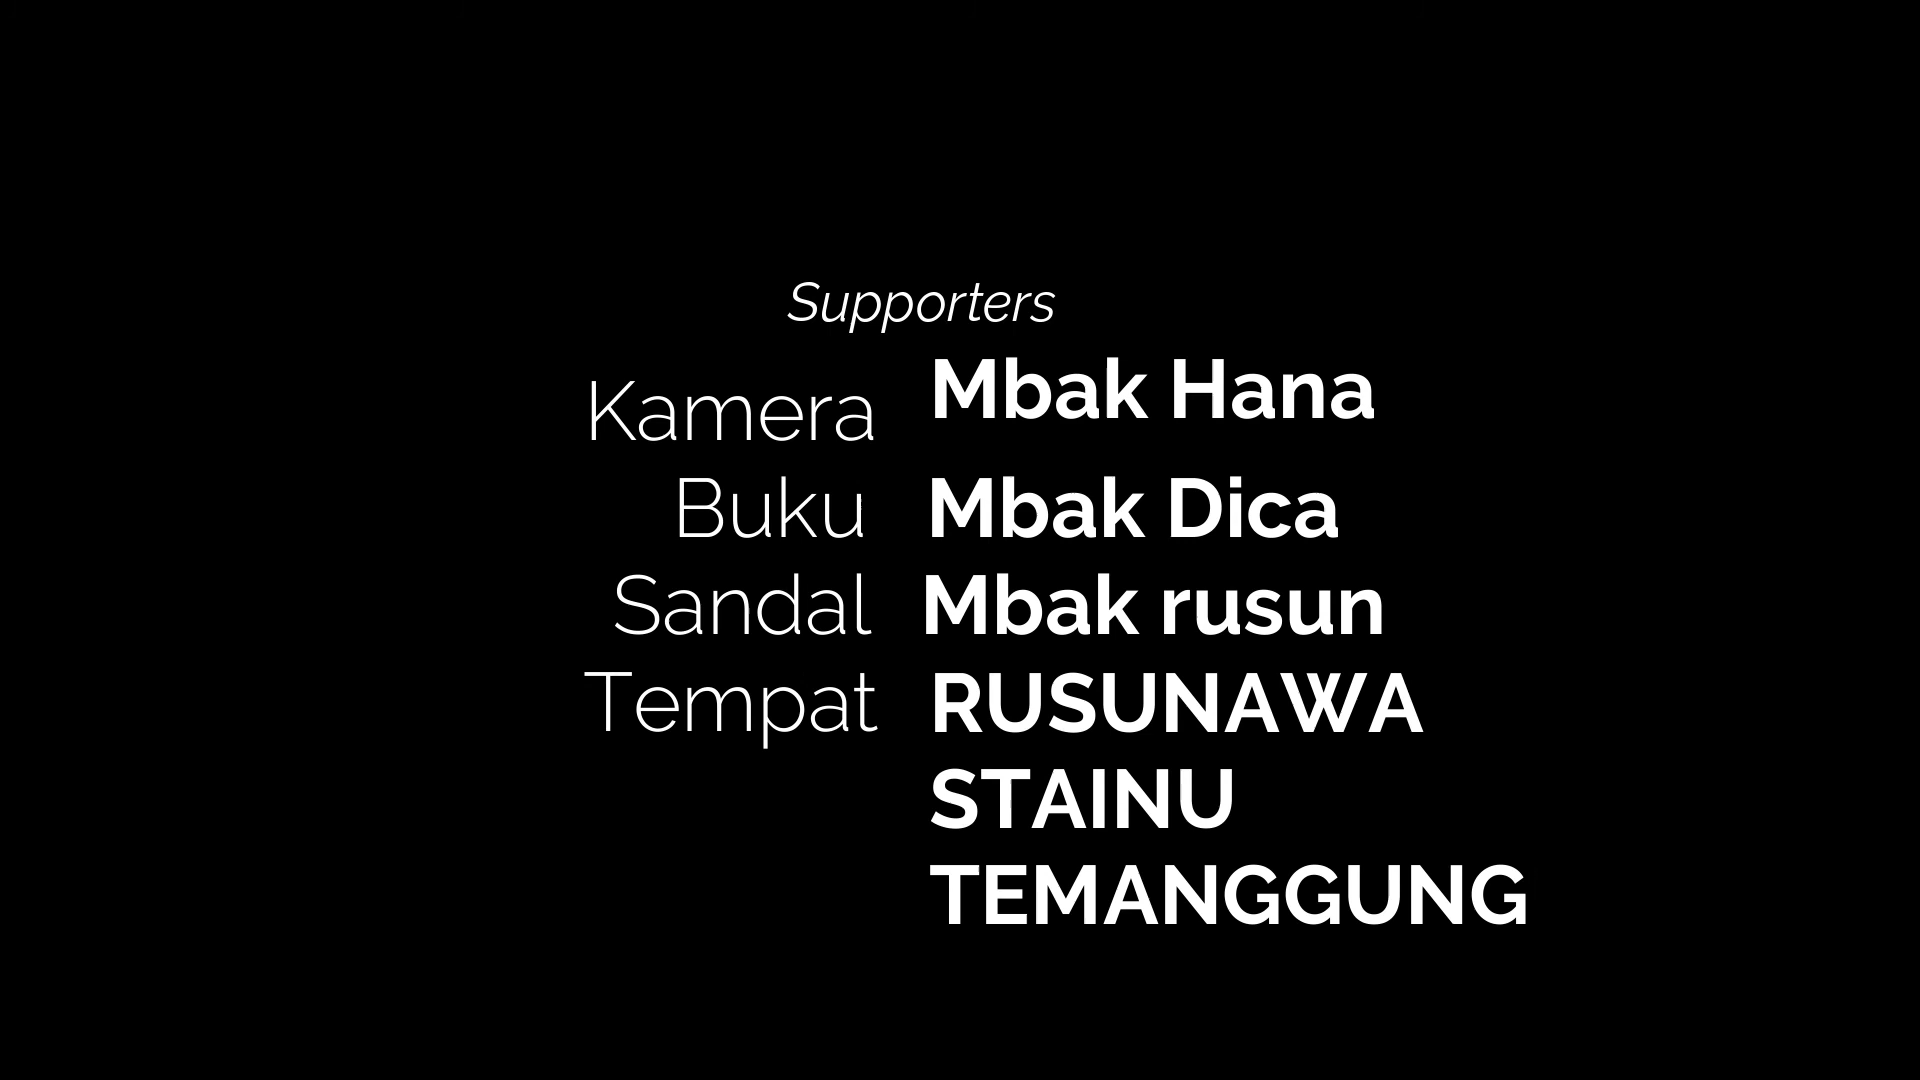 Supporters
Kamera Mbak Hana
Buku Mbak Dica
Sandal Mbak rusun
Tempat RUSUNAWA
STAINU
TEMANGGUNG